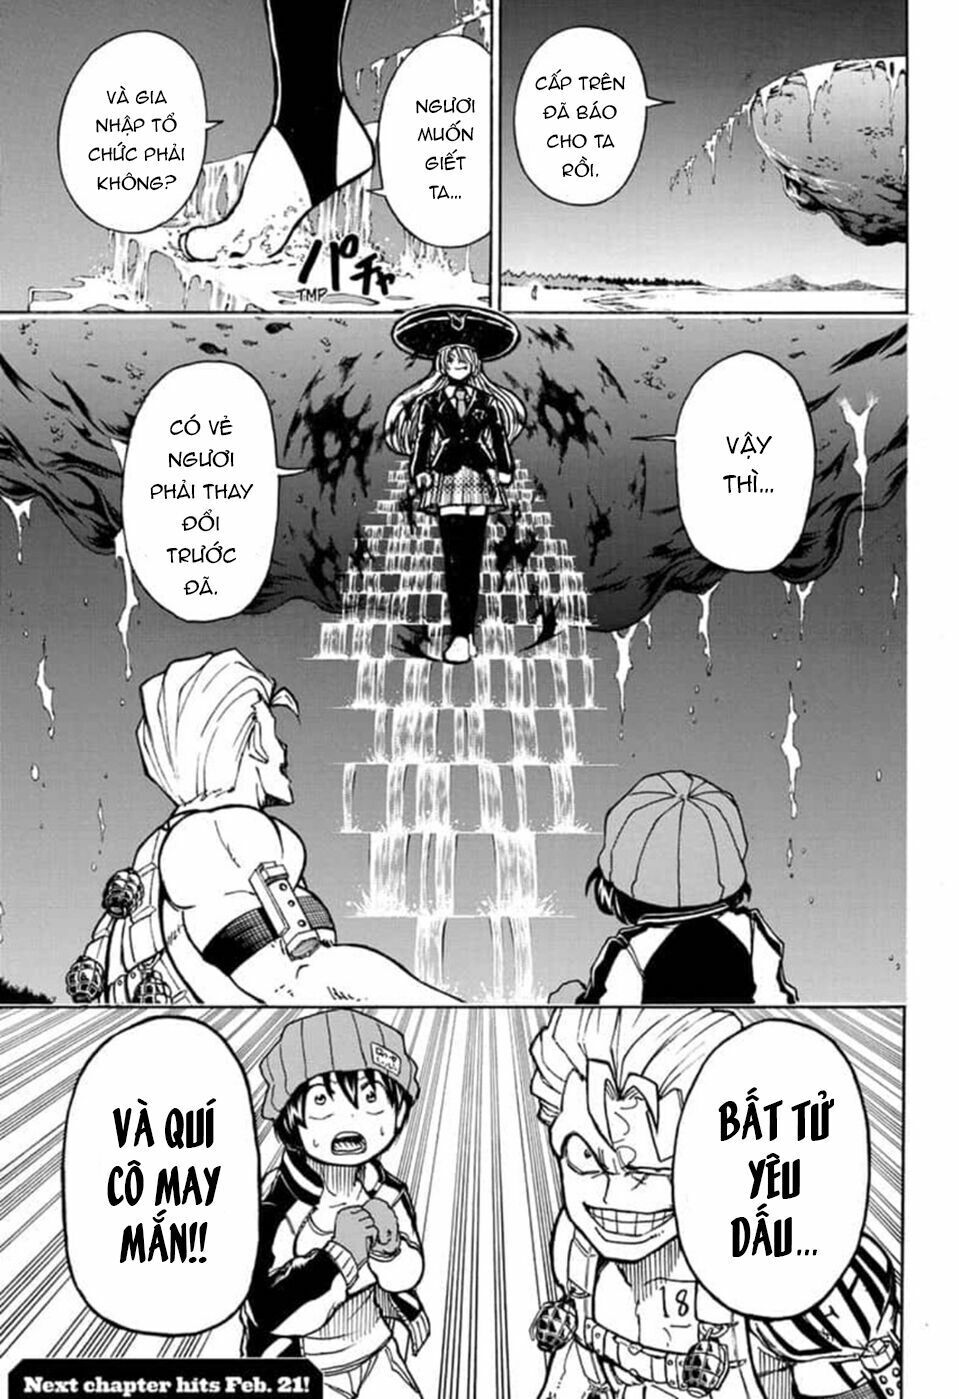 CẤP TRÊN
ĐÃ BÁO
CHO TA
RỒI.
NGƯƠI
MUỐN
GIẾT
TA...
VÀ GIA
NHẬP TỔ
CHỨC PHẢI
KHÔNG?
パチャ
TMP
VẬY
THÌ...
CÓ VẺ
NGƯƠI
PHẢI THAY
ĐỔI
TRƯỚC
ĐÃ.
BẤT TỬ
YÊU
DẤU...
18
VÀ QUÍ
CÔ MAY
MẮN!!
Next chapter hits Feb. 21!